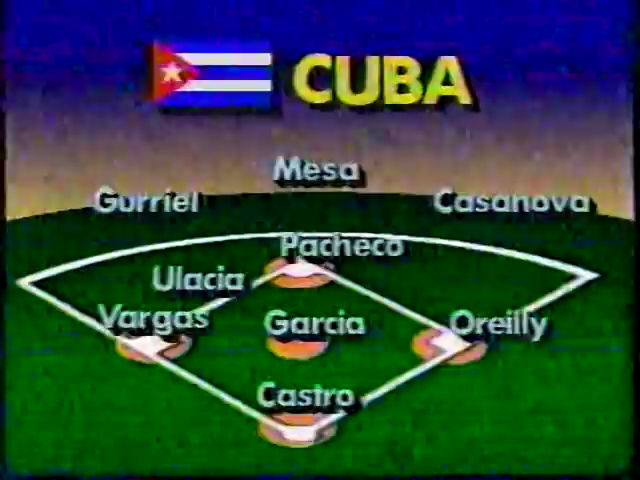 CUBA
Mesa
Gurriel Casanova
Pacheco
Ulacia
Vargas Garcia Oreilly
Castro